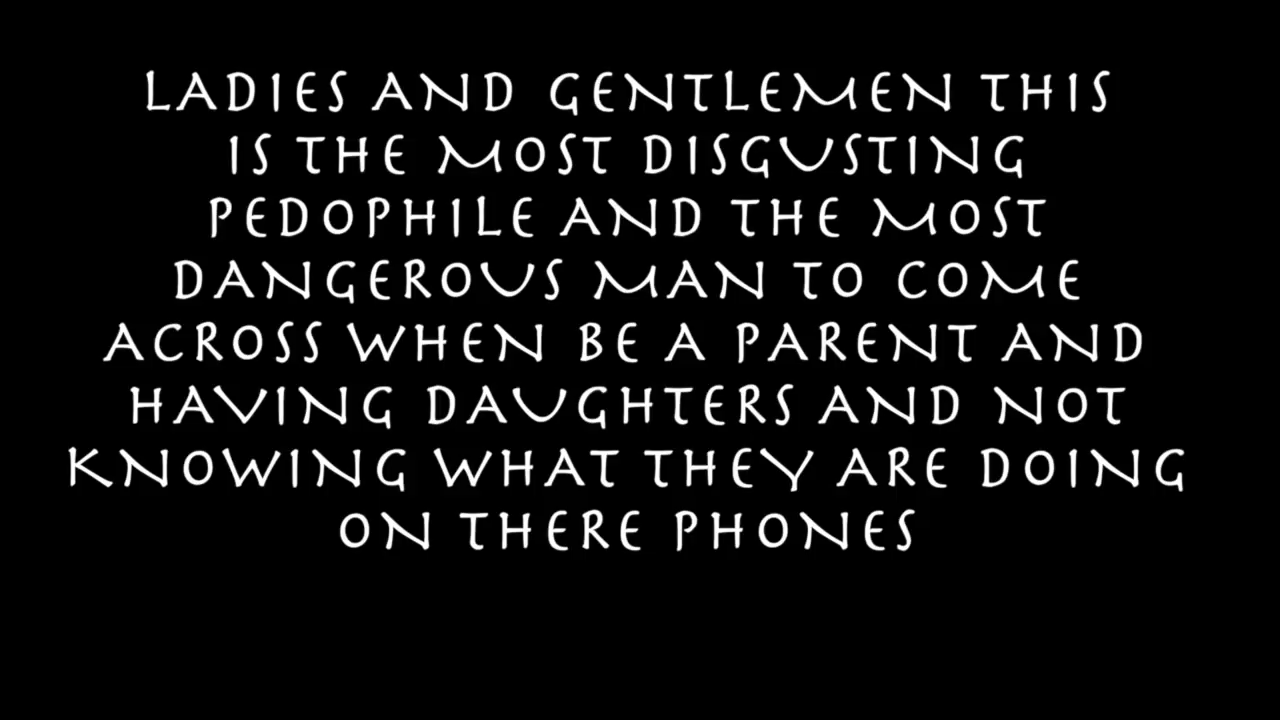 LADIES AND GENTLEMEN THIS
IS THE MOST DISGUSTING
PEDOPHILE AND THE MOST
DANGEROUS MAN TO COME
ACROSS WHEN BE A PARENT AND
HAVING DAUGHTERS AND NOT
KNOWING WHAT THEY ARE DOING
ON THERE PHONES